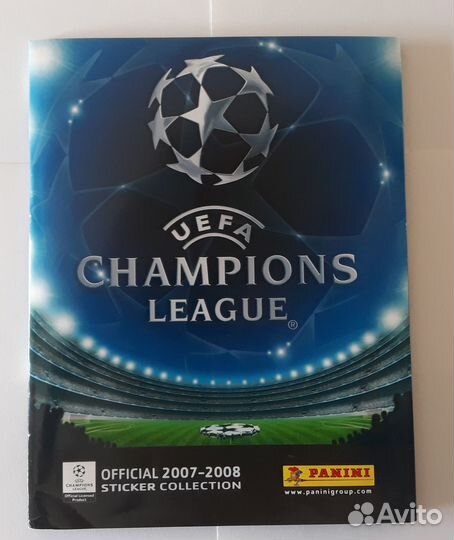 UEFA
CHAMPIONS
LEAGUE®
UEFA
CHAMPIONS
LEAGUE
Official Licensed
Product
OFFICIAL 2007-2008
STICKER COLLECTION
PANINI
www.paninigroup.com
Avito